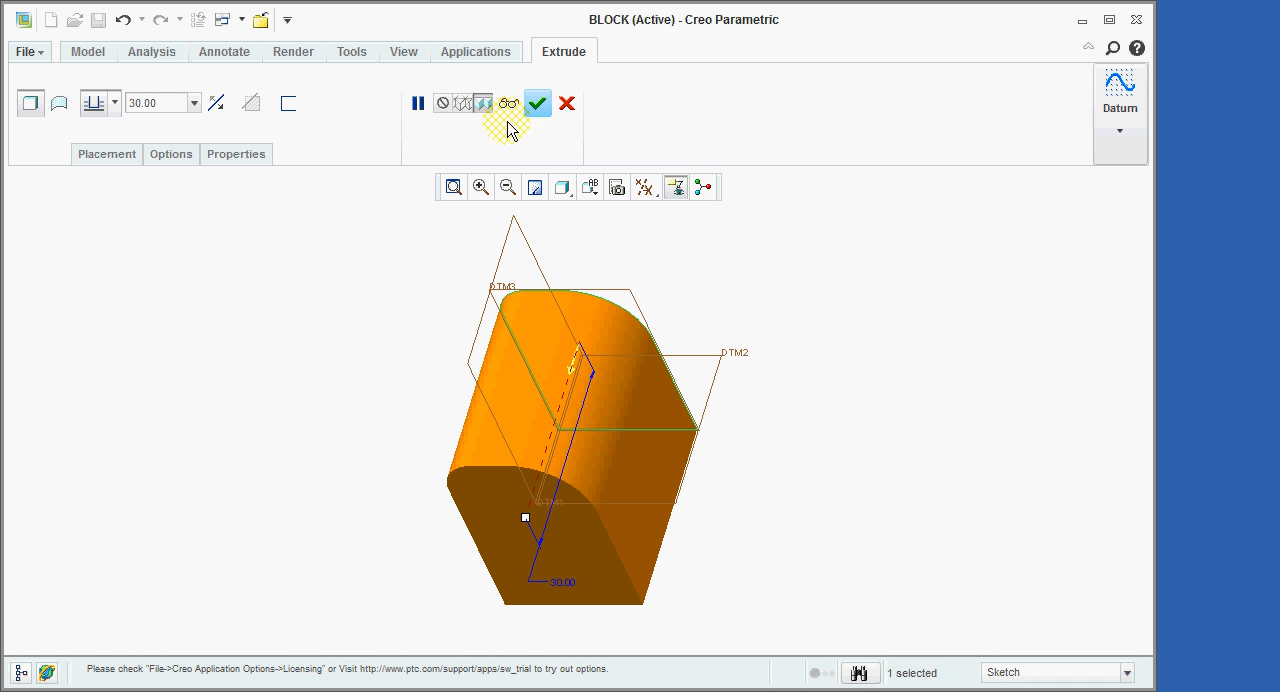 BLOCK (Active) - Creo Parametric
File Model Analysis Annotate Render Tools View Applications Extrude
30.00
Datum
Placement Options Properties
AB
DTM3
DTM2
DTM1
30.00
Please check "File->Creo Application Options->Licensing" or Visit http://www.ptc.com/support/apps/sw_trial to try out options.
1 selected
Sketch